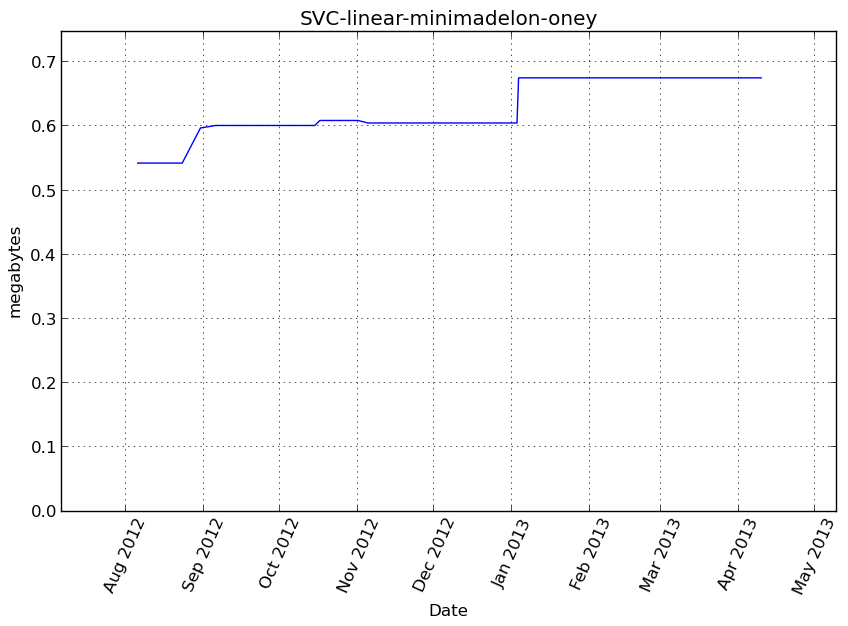 SVC-linear-minimadelon-oney
0.7
0.6
0.5
0.4
0.3
0.2
0.1
0.0
megabytes
Aug 2012
Sep 2012
Oct 2012
Nov 2012
Dec 2012
Jan 2013
Feb 2013
Mar 2013
Apr 2013
May 2013
Date